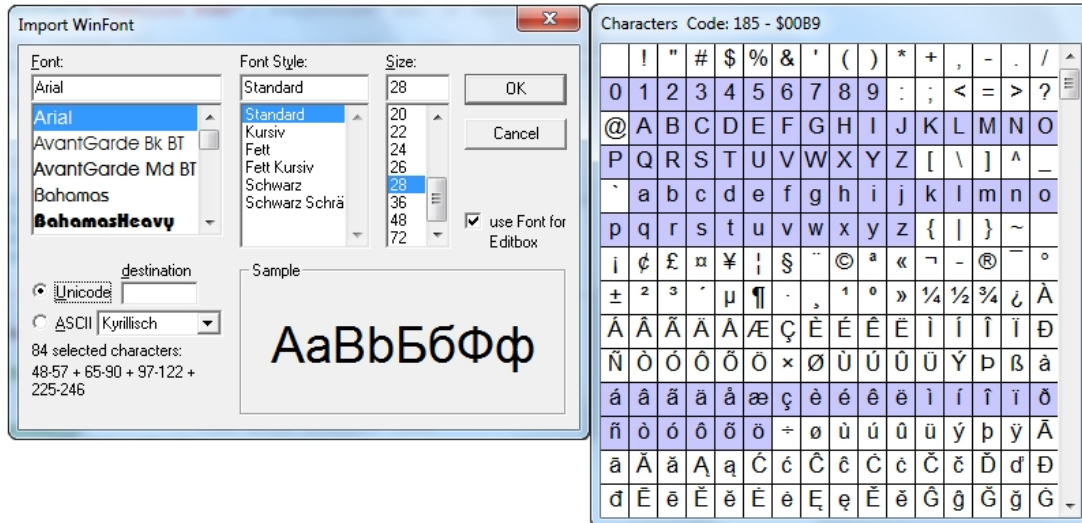 Import WinFont
Font:
Arial
Arial
AvantGarde Bk BT
AvantGarde Md BT
Bahamas
BahamasHeavy
Font Style:
Standard
Standard
Kursiv
Fett
Fett Kursiv
Schwarz
Schwarz Schrä
Size:
28
20
22
24
26
28
36
48
72
OK
Cancel
use Font for
Editbox
destination
Unicode
ASCII Kyrillisch
84 selected characters:
48-57 + 65-90 + 97-122 +
225-246
Sample
AaBbБбФф
Characters Code: 185 - $00B9
! " # $ % & ' ( ) * + , - . /
0 1 2 3 4 5 6 7 8 9 : ; < = > ?
@ A B C D E F G H I J K L M N O
P Q R S T U V W X Y Z [ \ ] ^ _
` a b c d e f g h i j k l m n o
p q r s t u v w x y z { | } ~
¡ ¢ £ ¤ ¥ ¦ § ¨ © ª « ¬ - ® ¯ °
± ² ³ ´ µ ¶ · ¸ ¹ º » ¼ ½ ¾ ¿ À
Á Â Ã Ä Å Æ Ç È É Ê Ë Ì Í Î Ï Ð
Ñ Ò Ó Ô Õ Ö × Ø Ù Ú Û Ü Ý Þ ß à
á â ã ä å æ ç è é ê ë ì í î ï ð
ñ ò ó ô õ ö ÷ ø ù ú û ü ý þ ÿ Ā
ā Ă ă Ą ą Ć ć Ĉ ĉ Ċ ċ Č č Ď ď Đ
đ Ē ē Ĕ ĕ Ė ė Ę ę Ě ě Ĝ ĝ Ğ ğ Ġ